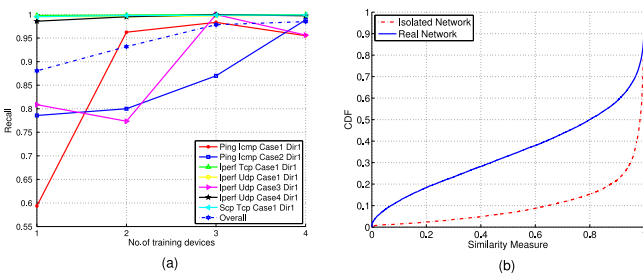 1
0.95
0.9
0.85
0.8
0.75
0.7
0.65
0.6
0.55
Recall
1 2 3 4
No.of training devices
Ping Icmp Case1 Dir1
Ping Icmp Case2 Dir1
Iperf Tcp Case1 Dir1
Iperf Udp Case1 Dir1
Iperf Udp Case3 Dir1
Iperf Udp Case4 Dir1
Scp Tcp Case1 Dir1
Overall
(a)
1
0.9
0.8
0.7
0.6
0.5
0.4
0.3
0.2
0.1
0
CDF
0 0.2 0.4 0.6 0.8
Similarity Measure
Isolated Network
Real Network
(b)